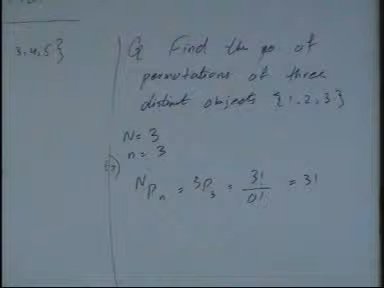 3, 4, 5}
Q Find the no of
permutations of three
distinct objects {1, 2, 3}
N = 3
n = 3
NPn = 3P3 = 3!/0! = 3!